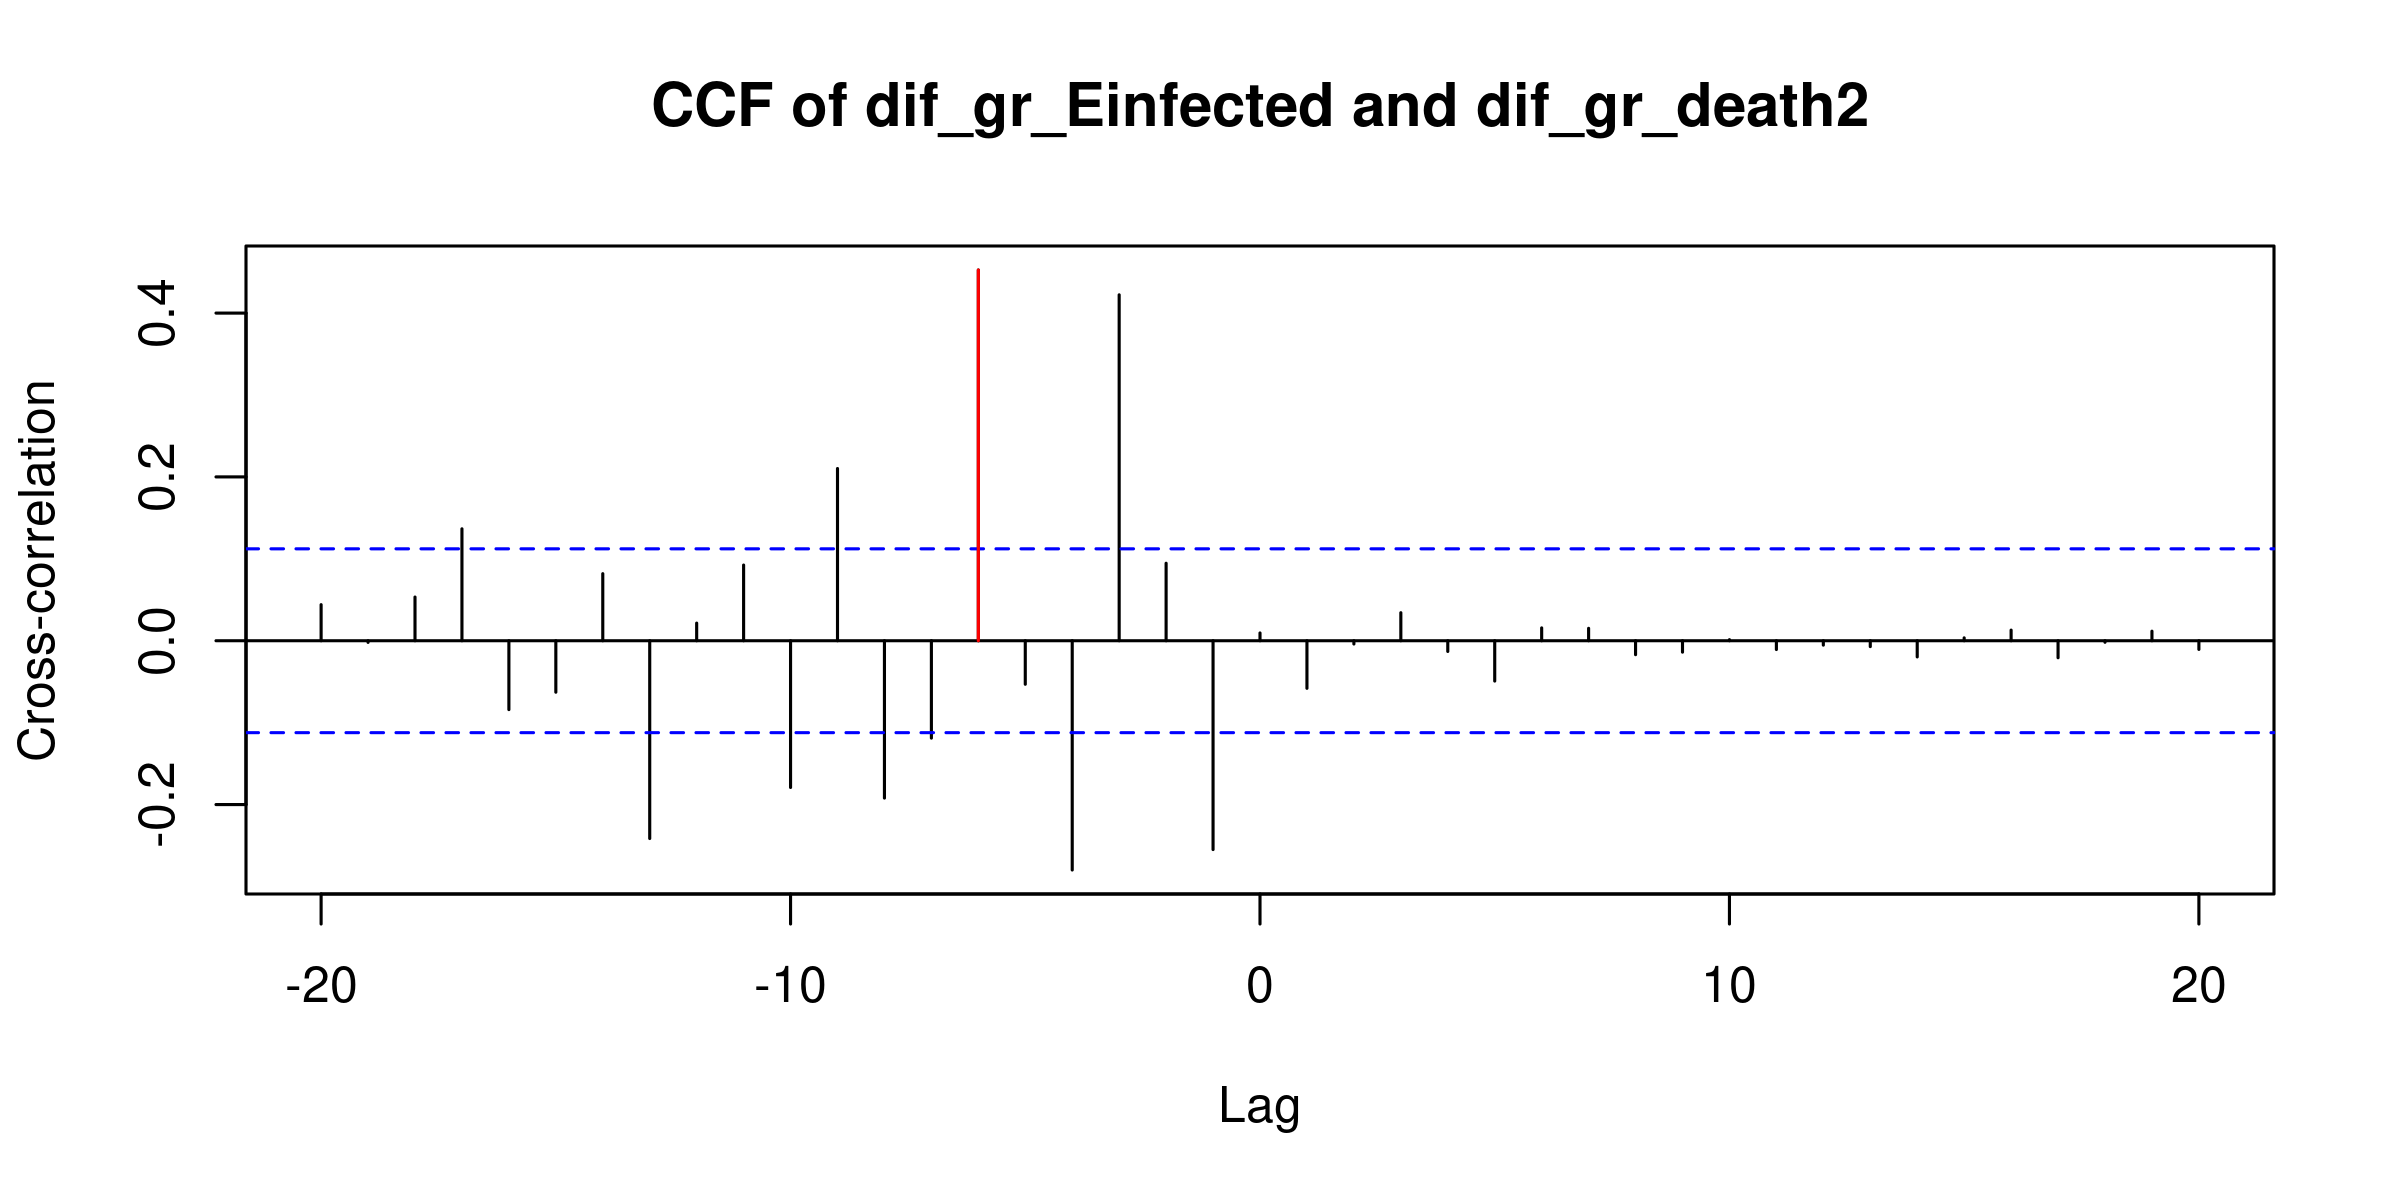 CCF of dif_gr_Einfected and dif_gr_death2
Cross-correlation
0.4
0.2
0.0
-0.2
-20 -10 0 10 20
Lag